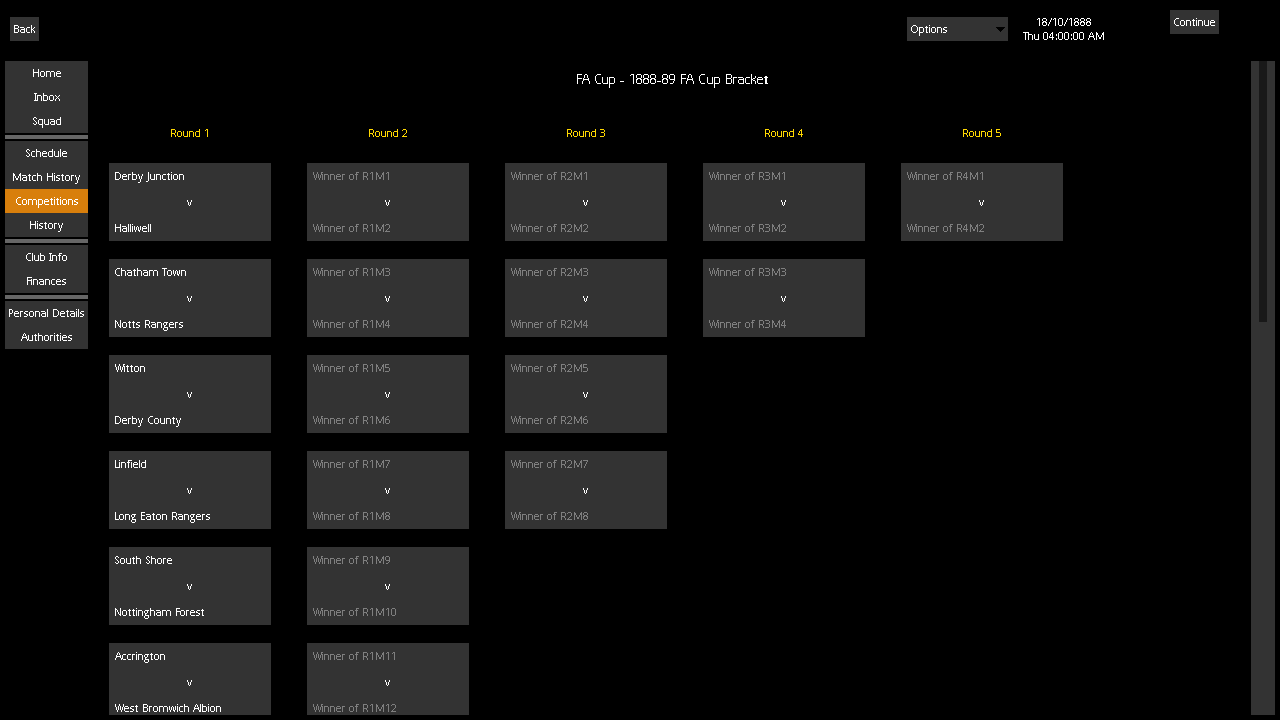 Back
Options
18/10/1888
Thu 04:00:00 AM
Continue
Home
Inbox
Squad
Schedule
Match History
Competitions
History
Club Info
Finances
Personal Details
Authorities
FA Cup - 1888-89 FA Cup Bracket
Round 1
Round 2
Round 3
Round 4
Round 5
Derby Junction
v
Halliwell
Chatham Town
v
Notts Rangers
Witton
v
Derby County
Linfield
v
Long Eaton Rangers
South Shore
v
Nottingham Forest
Accrington
v
West Bromwich Albion
Winner of R1M1
v
Winner of R1M2
Winner of R1M3
v
Winner of R1M4
Winner of R1M5
v
Winner of R1M6
Winner of R1M7
v
Winner of R1M8
Winner of R1M9
v
Winner of R1M10
Winner of R1M11
v
Winner of R1M12
Winner of R2M1
v
Winner of R2M2
Winner of R2M3
v
Winner of R2M4
Winner of R2M5
v
Winner of R2M6
Winner of R2M7
v
Winner of R2M8
Winner of R3M1
v
Winner of R3M2
Winner of R3M3
v
Winner of R3M4
Winner of R4M1
v
Winner of R4M2